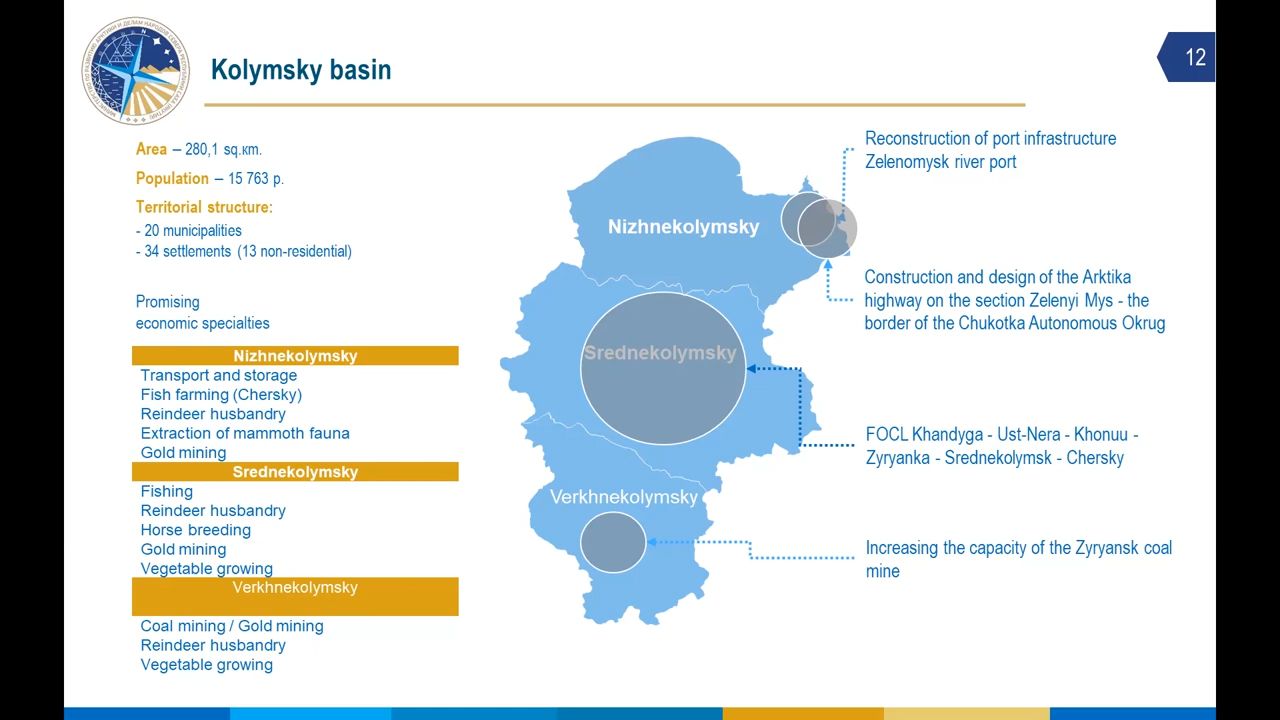 Kolymsky basin
12
Area – 280,1 sq.км.
Population – 15 763 p.
Territorial structure:
- 20 municipalities
- 34 settlements (13 non-residential)
Promising
economic specialties
Nizhnekolymsky
Transport and storage
Fish farming (Chersky)
Reindeer husbandry
Extraction of mammoth fauna
Gold mining
Srednekolymsky
Fishing
Reindeer husbandry
Horse breeding
Gold mining
Vegetable growing
Verkhnekolymsky
Coal mining / Gold mining
Reindeer husbandry
Vegetable growing
Nizhnekolymsky
Srednekolymsky
Verkhnekolymsky
Reconstruction of port infrastructure
Zelenomysk river port
Construction and design of the Arktika
highway on the section Zelenyi Mys - the
border of the Chukotka Autonomous Okrug
FOCL Khandyga - Ust-Nera - Khonuu -
Zyryanka - Srednekolymsk - Chersky
Increasing the capacity of the Zyryansk coal
mine